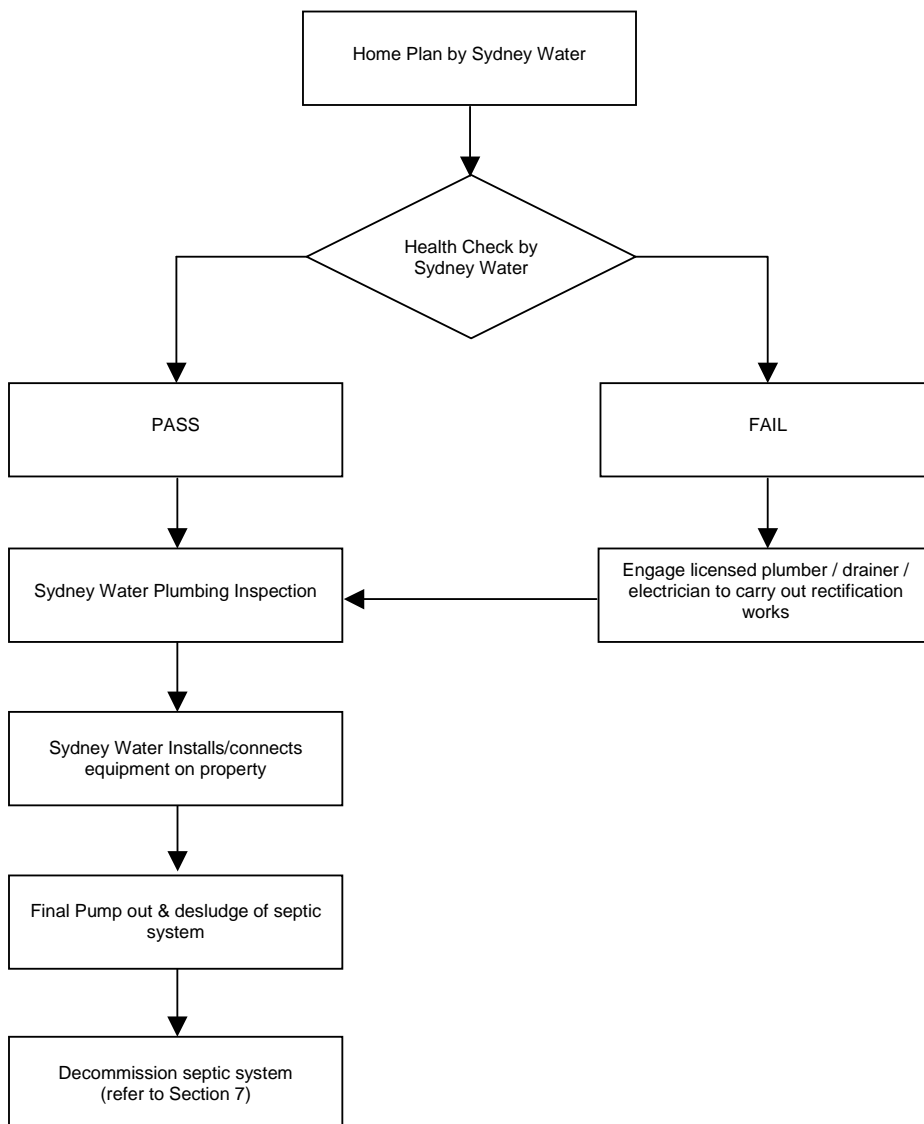 Home Plan by Sydney Water
Health Check by
Sydney Water
PASS
FAIL
Sydney Water Plumbing Inspection
Engage licensed plumber / drainer /
electrician to carry out rectification
works
Sydney Water Installs/connects
equipment on property
Final Pump out & desludge of septic
system
Decommission septic system
(refer to Section 7)